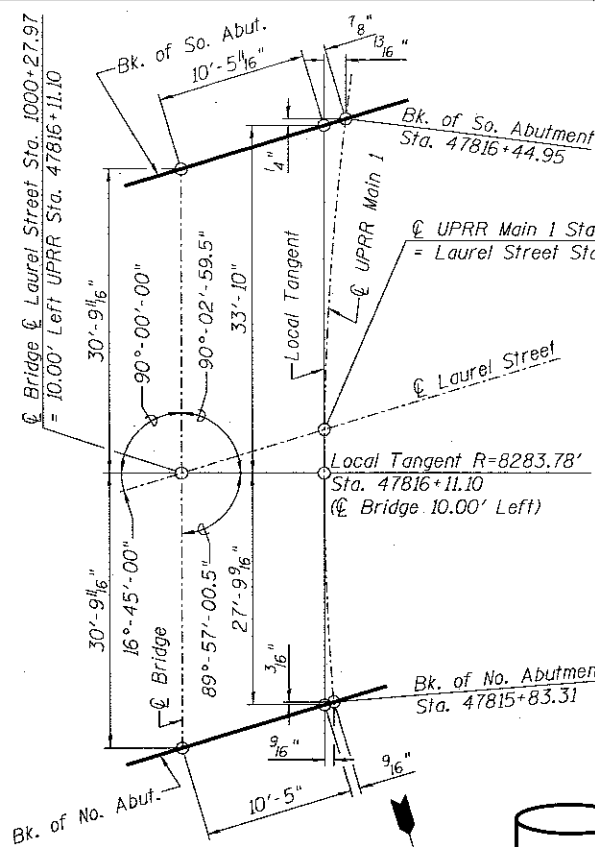 ℄ Bridge ℄ Laurel Street Sta. 1000+27.97
= 10.00' Left UPRR Sta. 47816+11.10
Bk. of So. Abut.
10'-5 11/16"
7/8"
13/16"
Bk. of So. Abutment
Sta. 47816+44.95
1/4"
℄ UPRR Main 1
Local Tangent
33'-10"
℄ UPRR Main 1 Sta
= Laurel Street Sta
30'-9 11/16"
90°-00'-00"
90°-02'-59.5"
℄ Laurel Street
Local Tangent R=8283.78'
Sta. 47816+11.10
(℄ Bridge 10.00' Left)
30'-9 11/16"
16°-45'-00"
89°-57'-00.5"
27'-9 9/16"
℄ Bridge
3/16"
Bk. of No. Abutmen
Sta. 47815+83.31
9/16"
9/16"
10'-5"
Bk. of No. Abut.